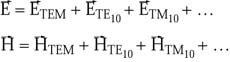 E⃗ = E⃗_TEM + E⃗_TE₁₀ + E⃗_TM₁₀ + …
H⃗ = H⃗_TEM + H⃗_TE₁₀ + H⃗_TM₁₀ + …